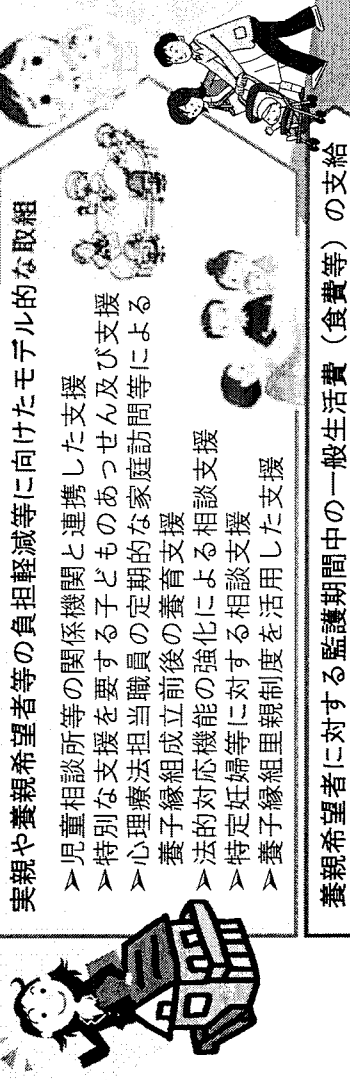 実親や養親希望者等の負担軽減等に向けたモデル的な取組
➢児童相談所等の関係機関と連携した支援
➢特別な支援を要する子どものあっせん及び支援
➢心理療法担当職員の定期的な家庭訪問等による
養子縁組成立前後の養育支援
➢法的対応機能の強化による相談支援
➢特定妊婦等に対する相談支援
➢養子縁組里親制度を活用した支援
養親希望者に対する監護期間中の一般生活費（食費等）の支給